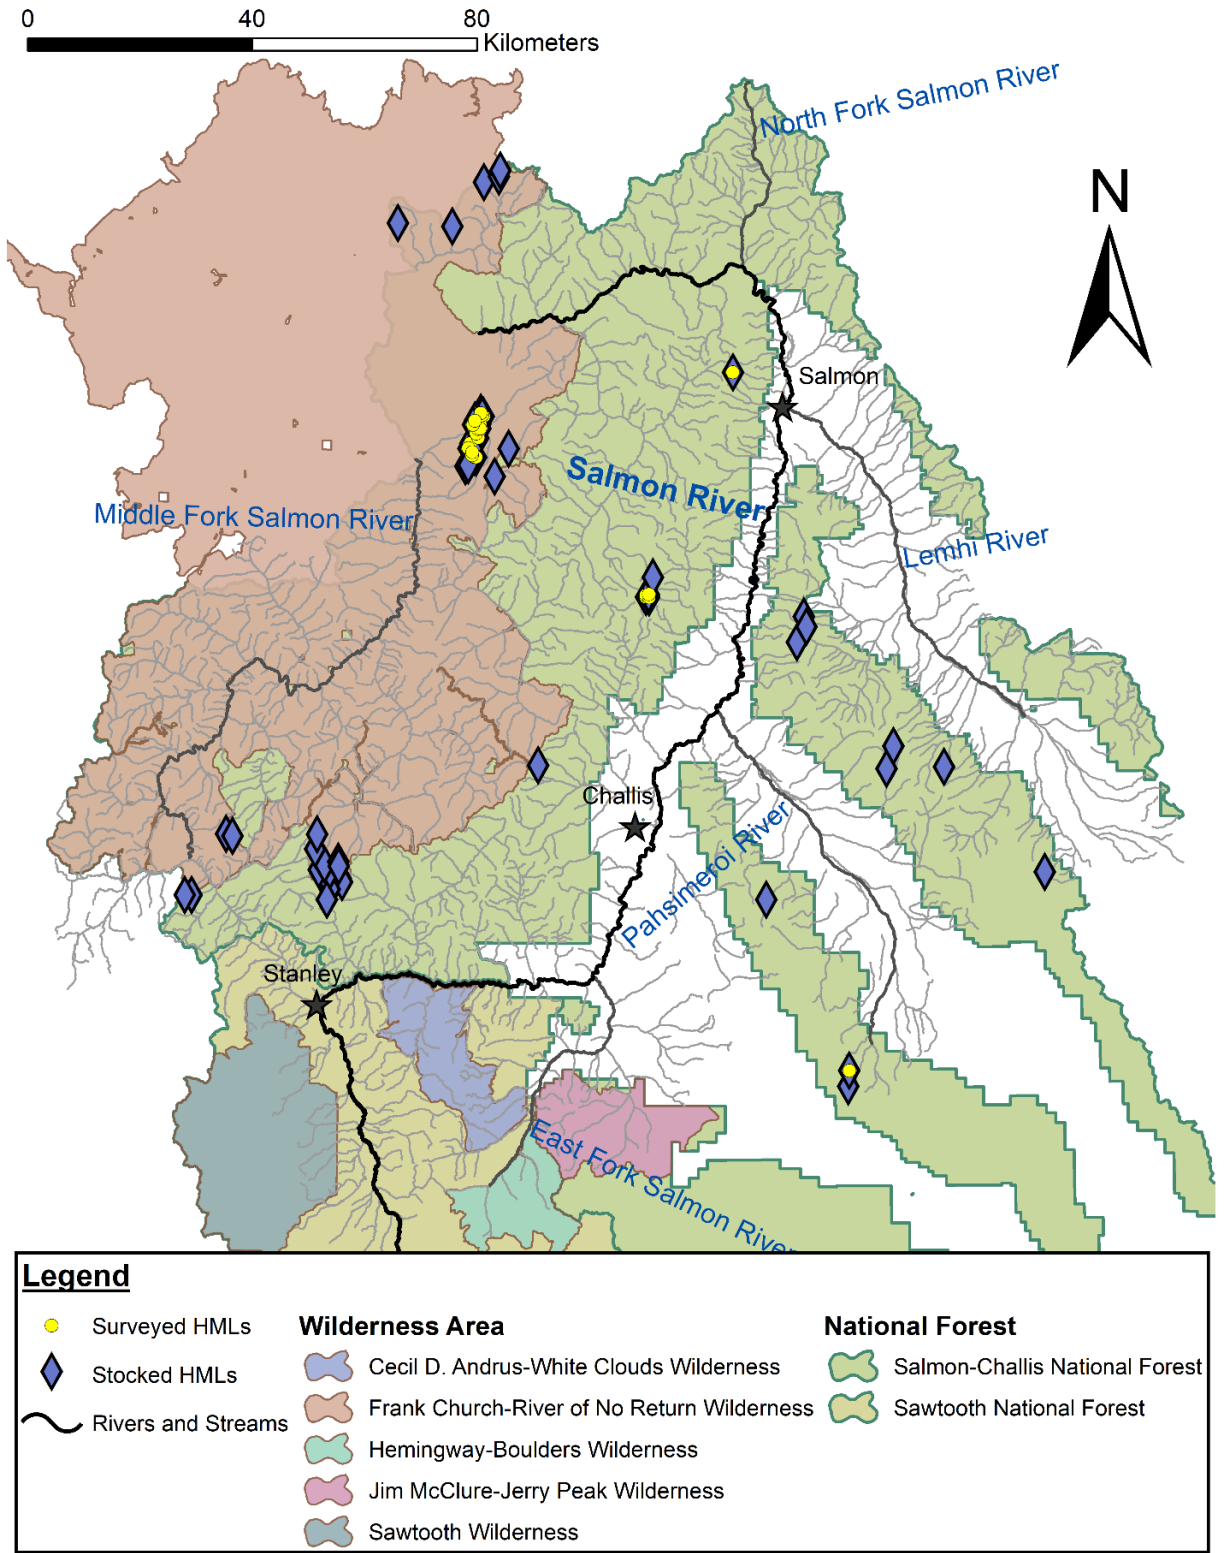 0 40 80
Kilometers
North Fork Salmon River
N
Salmon
Salmon River
Middle Fork Salmon River
Lemhi River
Challis
Pahsimeroi River
Stanley
East Fork Salmon River
Legend
Surveyed HMLs
Stocked HMLs
Rivers and Streams
Wilderness Area
Cecil D. Andrus-White Clouds Wilderness
Frank Church-River of No Return Wilderness
Hemingway-Boulders Wilderness
Jim McClure-Jerry Peak Wilderness
Sawtooth Wilderness
National Forest
Salmon-Challis National Forest
Sawtooth National Forest